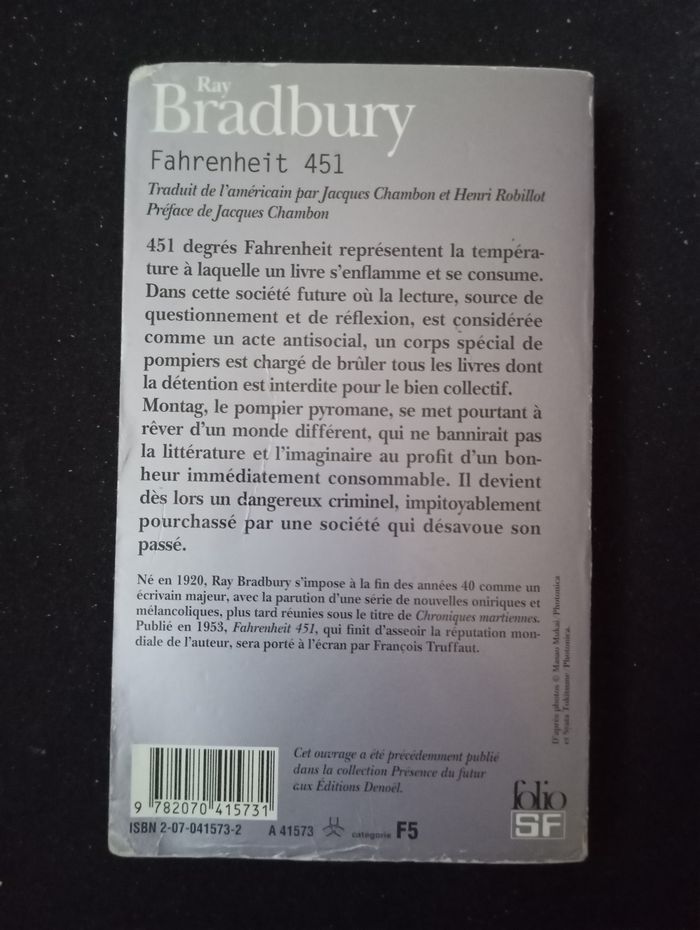 Ray
Bradbury
Fahrenheit 451
Traduit de l'américain par Jacques Chambon et Henri Robillot
Préface de Jacques Chambon
451 degrés Fahrenheit représentent la tempéra-
ture à laquelle un livre s'enflamme et se consume.
Dans cette société future où la lecture, source de
questionnement et de réflexion, est considérée
comme un acte antisocial, un corps spécial de
pompiers est chargé de brûler tous les livres dont
la détention est interdite pour le bien collectif.
Montag, le pompier pyromane, se met pourtant à
rêver d'un monde différent, qui ne bannirait pas
la littérature et l'imaginaire au profit d'un bon-
heur immédiatement consommable. Il devient
dès lors un dangereux criminel, impitoyablement
pourchassé par une société qui désavoue son
passé.
Né en 1920, Ray Bradbury s'impose à la fin des années 40 comme un
écrivain majeur, avec la parution d'une série de nouvelles oniriques et
mélancoliques, plus tard réunies sous le titre de Chroniques martiennes.
Publié en 1953, Fahrenheit 451, qui finit d'asseoir la réputation mon-
diale de l'auteur, sera porté à l'écran par François Truffaut.
D'après photos © Masao Mukai/Photonica
et Syuta Tokitsume/Photonica.
Cet ouvrage a été précédemment publié
dans la collection Présence du futur
aux Éditions Denoël.
9 782070 415731
ISBN 2-07-041573-2 A 41573 catégorie F5
folio
SF